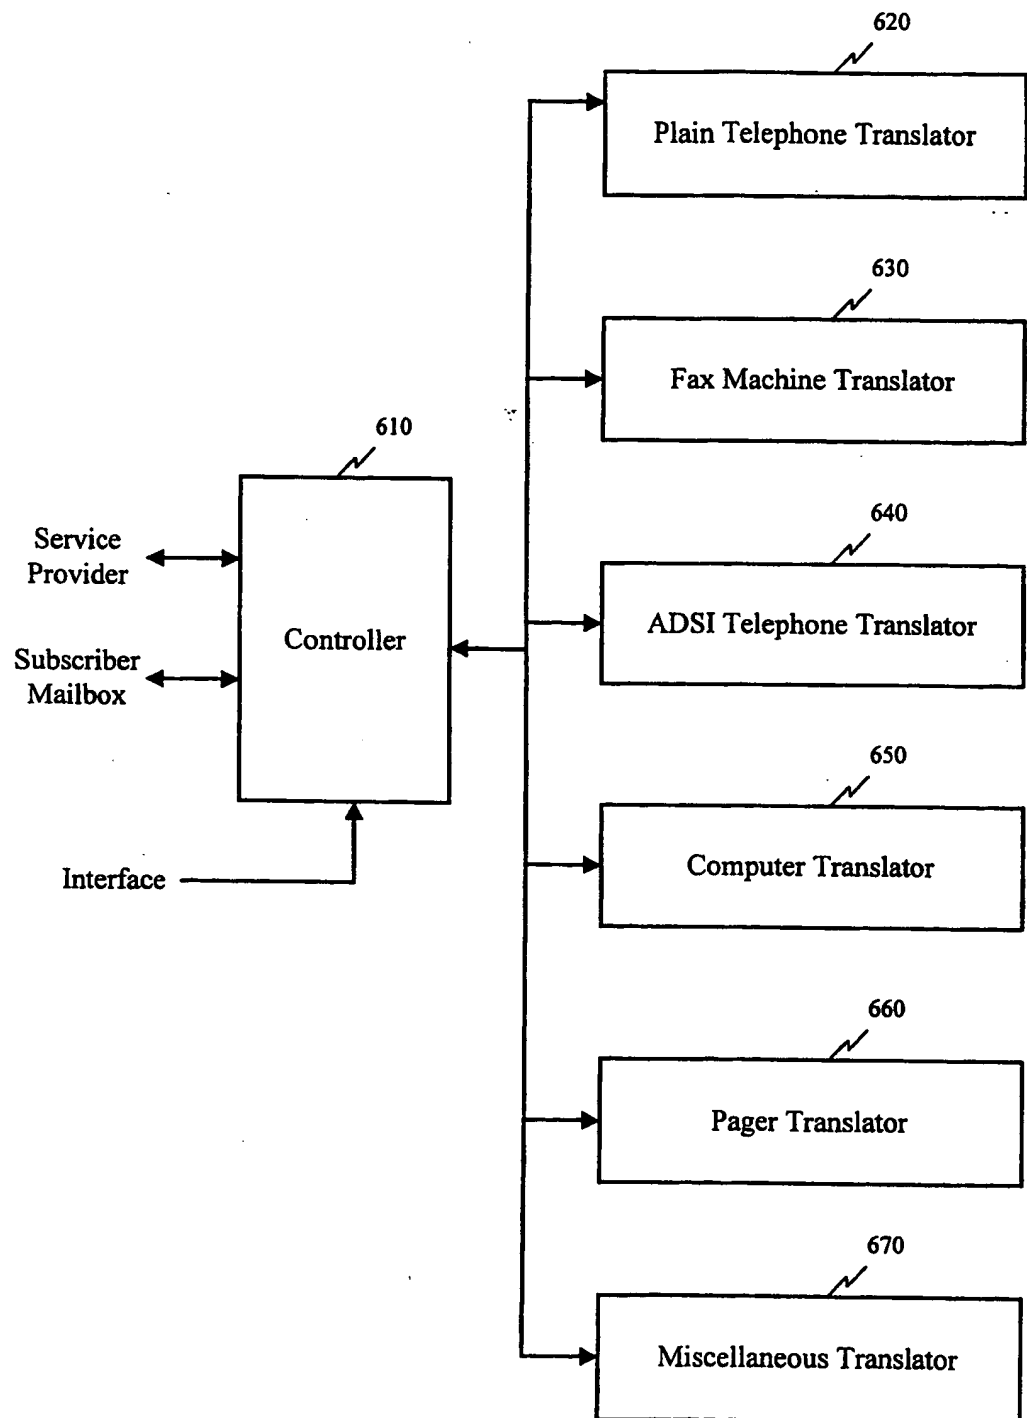 620
Plain Telephone Translator
630
Fax Machine Translator
610
640
Service
Provider
ADSI Telephone Translator
Controller
Subscriber
Mailbox
650
Computer Translator
Interface
660
Pager Translator
670
Miscellaneous Translator